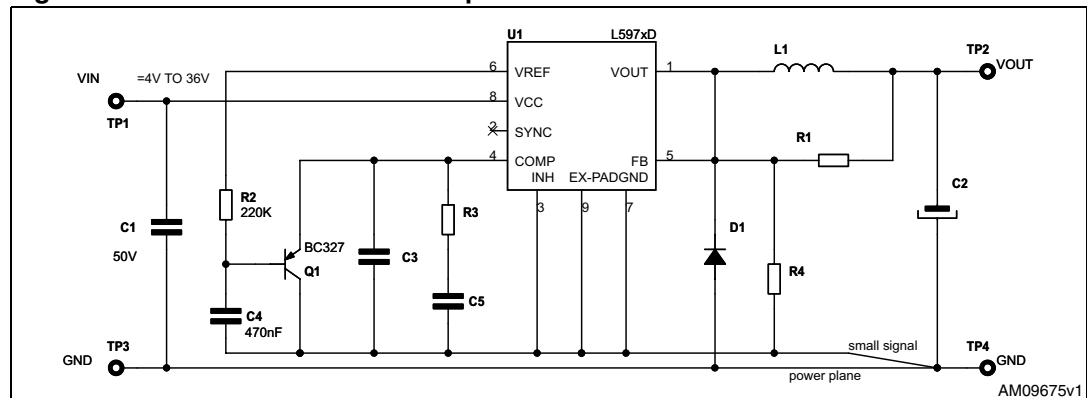 U1
L597xD
6
VREF
VOUT
1
L1
TP2
VOUT
VIN
=4V TO 36V
8
VCC
TP1
2
SYNC
R1
4
COMP
FB
5
INH
EX-PADGND
R2
220K
3
9
7
R3
C2
C1
50V
D1
BC327
Q1
C3
R4
C4
470nF
C5
TP3
GND
small signal
TP4
GND
power plane
AM09675v1